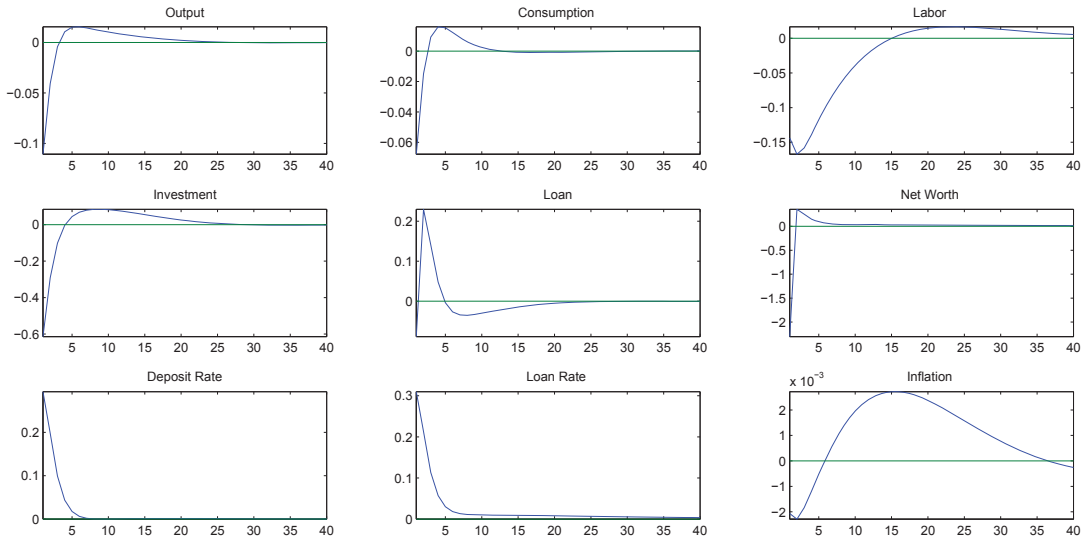 Output
Consumption
Labor
0
−0.05
−0.1
5 10 15 20 25 30 35 40
0
−0.02
−0.04
−0.06
5 10 15 20 25 30 35 40
0
−0.05
−0.1
−0.15
5 10 15 20 25 30 35 40
Investment
Loan
Net Worth
0
−0.2
−0.4
−0.6
5 10 15 20 25 30 35 40
0.2
0.1
0
5 10 15 20 25 30 35 40
0
−0.5
−1
−1.5
−2
5 10 15 20 25 30 35 40
Deposit Rate
Loan Rate
Inflation
0.2
0.1
0
5 10 15 20 25 30 35 40
0.3
0.2
0.1
0
5 10 15 20 25 30 35 40
x 10⁻³
2
1
0
−1
−2
5 10 15 20 25 30 35 40